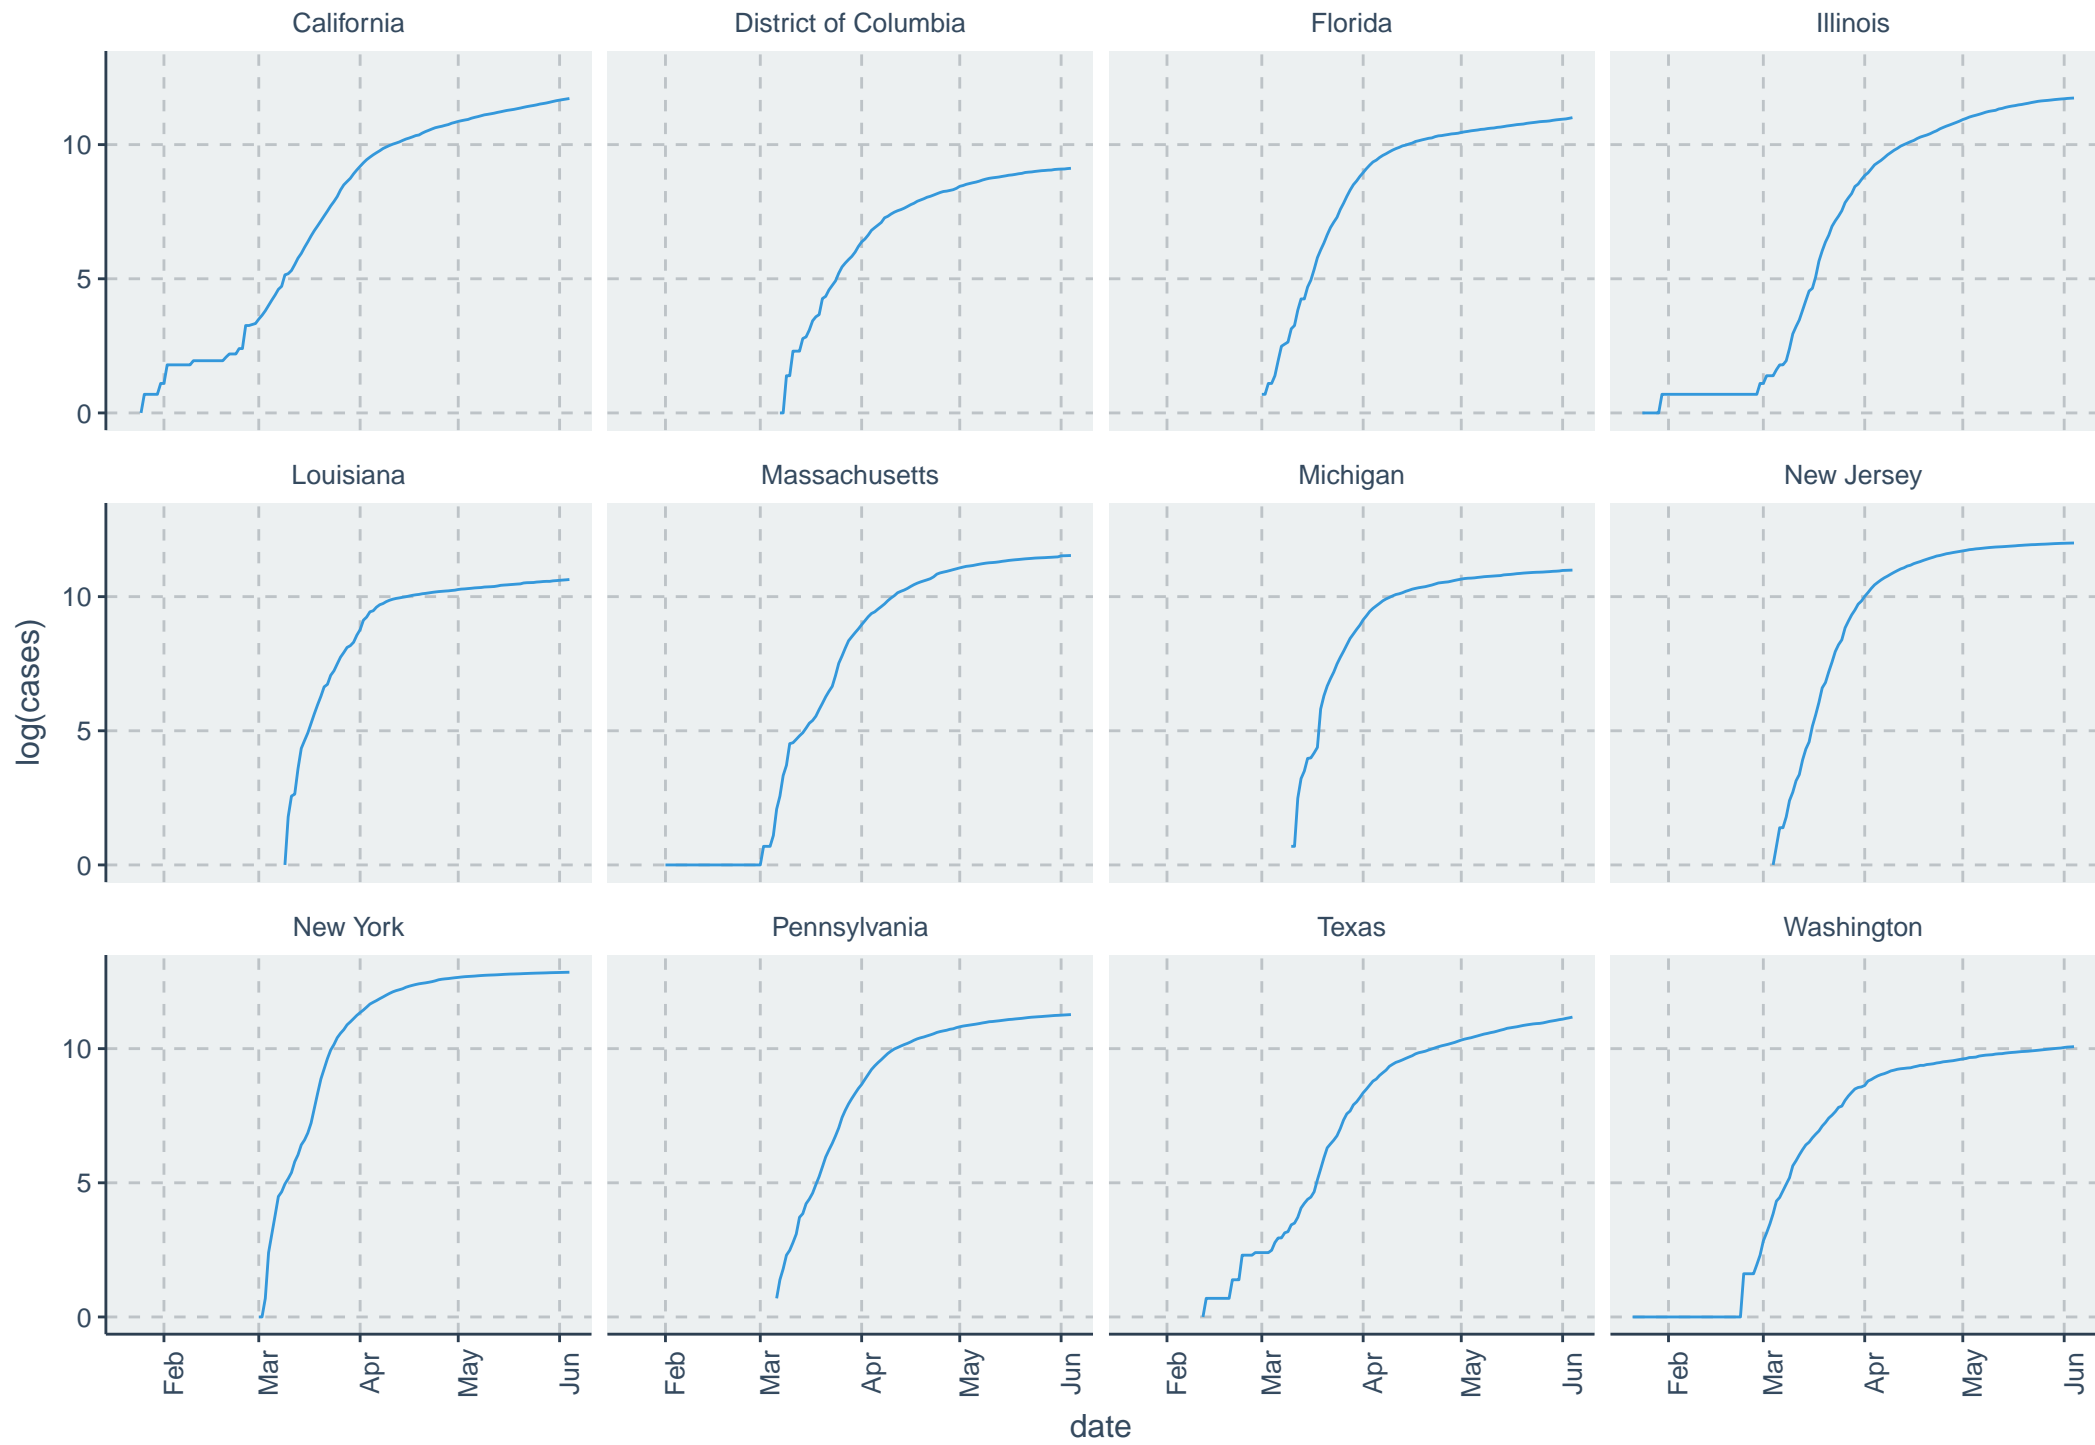 California District of Columbia Florida Illinois
10
5
0
Louisiana Massachusetts Michigan New Jersey
10
5
0
log(cases)
New York Pennsylvania Texas Washington
10
5
0
Feb Mar Apr May Jun Feb Mar Apr May Jun Feb Mar Apr May Jun Feb Mar Apr May Jun
date